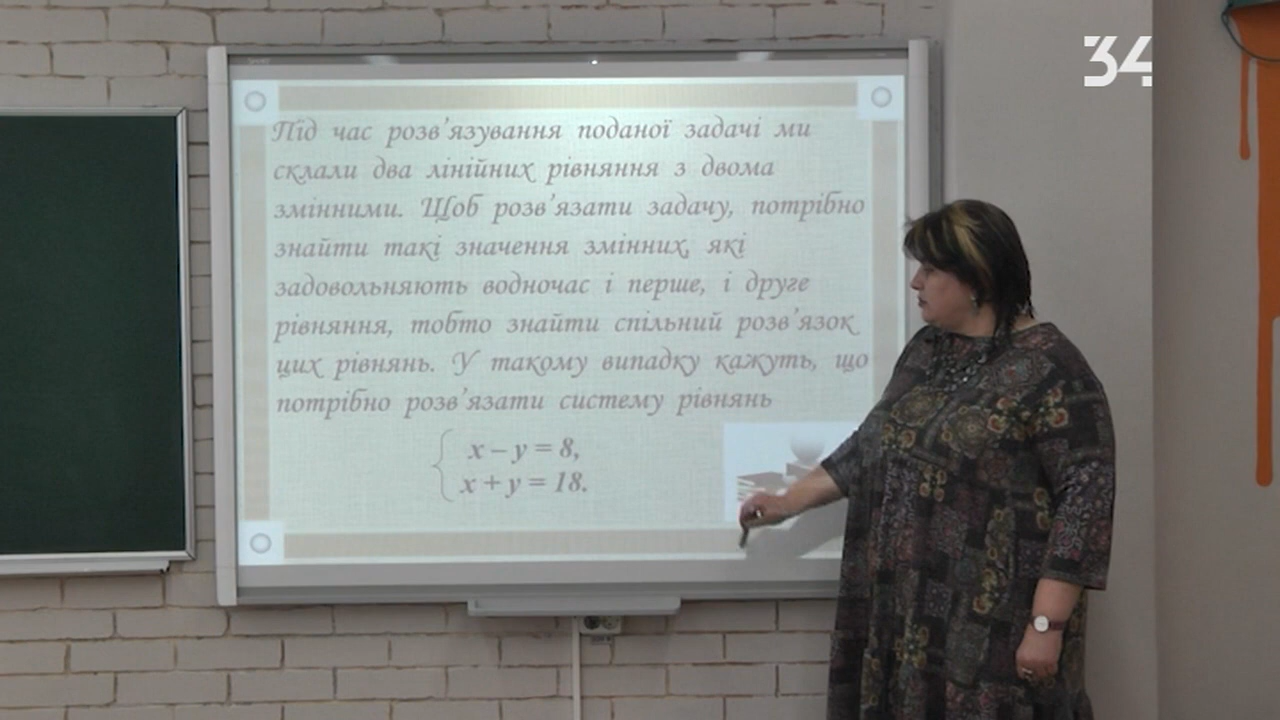 34
Під час розв'язування поданої задачі ми
склали два лінійних рівняння з двома
змінними. Щоб розв'язати задачу, потрібно
знайти такі значення змінних, які
задовольняють водночас і перше, і друге
рівняння, тобто знайти спільний розв'язок
цих рівнянь. У такому випадку кажуть, що
потрібно розв'язати систему рівнянь
x – y = 8,
x + y = 18.